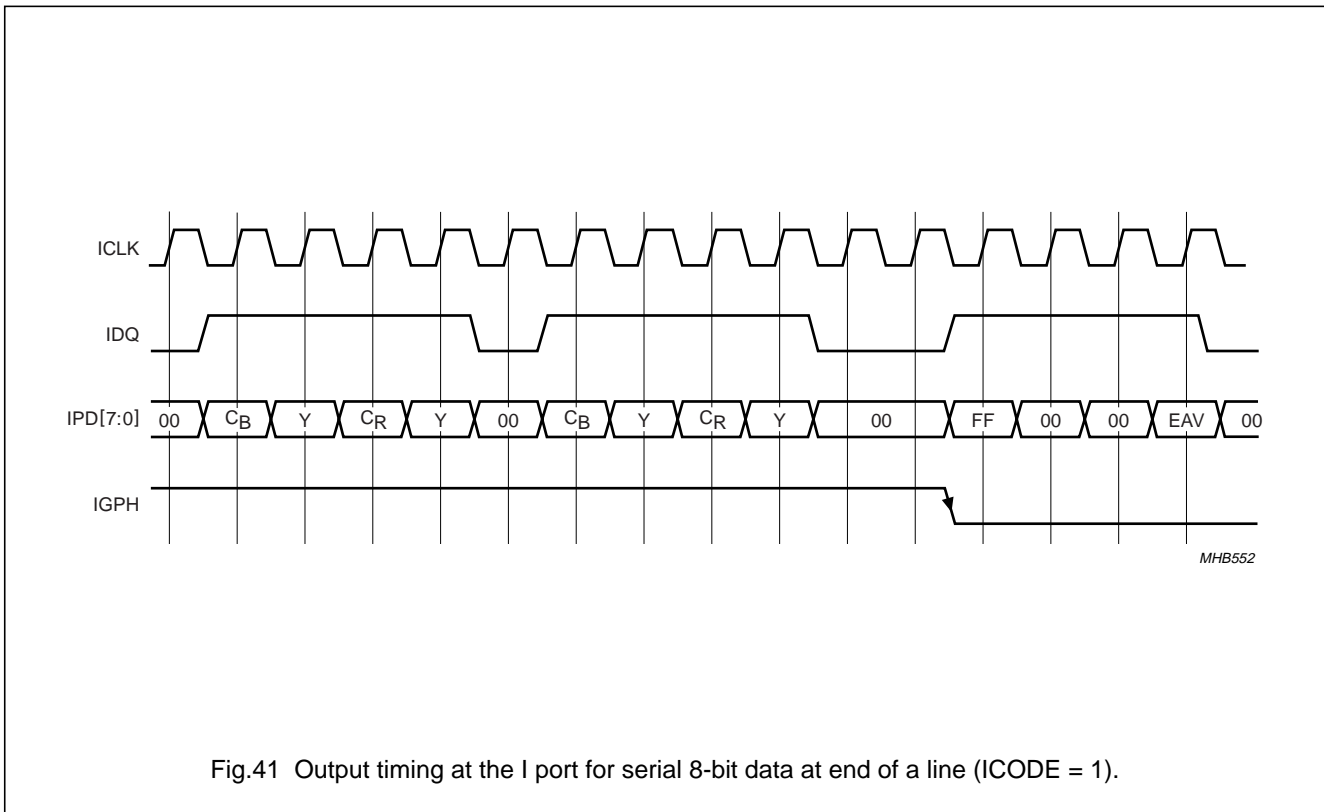 ICLK
IDQ
IPD[7:0] 00 CB Y CR Y 00 CB Y CR Y 00 FF 00 00 EAV 00
IGPH
MHB552
Fig.41 Output timing at the I port for serial 8-bit data at end of a line (ICODE = 1).